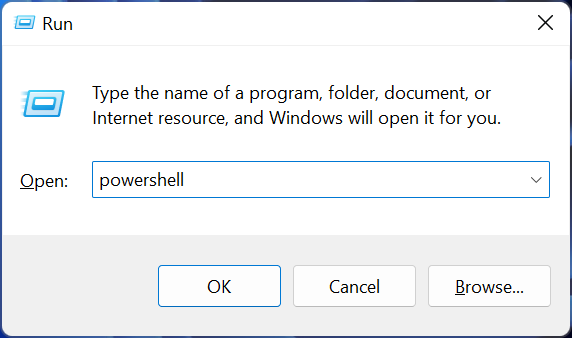 Run
Type the name of a program, folder, document, or
Internet resource, and Windows will open it for you.
Open: powershell
OK Cancel Browse...